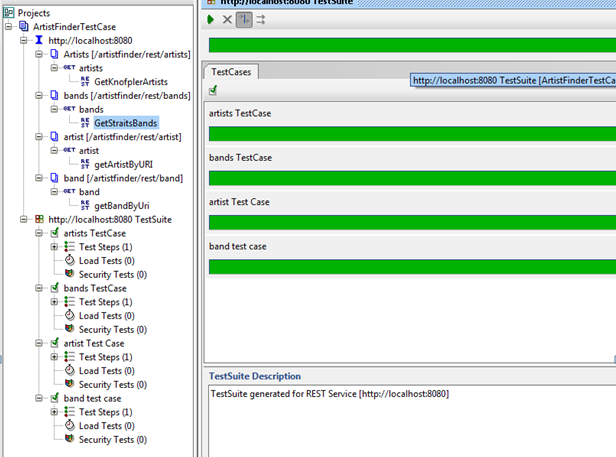 Projects
ArtistFinderTestCase
http://localhost:8080
Artists [/artistfinder/rest/artists]
GET artists
REST GetKnofplerArtists
bands [/artistfinder/rest/bands]
GET bands
REST GetStraitsBands
artist [/artistfinder/rest/artist]
GET artist
REST getArtistByURI
band [/artistfinder/rest/band]
GET band
REST getBandByUri
http://localhost:8080 TestSuite
artists TestCase
Test Steps (1)
Load Tests (0)
Security Tests (0)
bands TestCase
Test Steps (1)
Load Tests (0)
Security Tests (0)
artist Test Case
Test Steps (1)
Load Tests (0)
Security Tests (0)
band test case
Test Steps (1)
Load Tests (0)
Security Tests (0)
http://localhost:8080 TestSuite
TestCases
http://localhost:8080 TestSuite [ArtistFinderTestCa
artists TestCase
bands TestCase
artist Test Case
band test case
TestSuite Description
TestSuite generated for REST Service [http://localhost:8080]